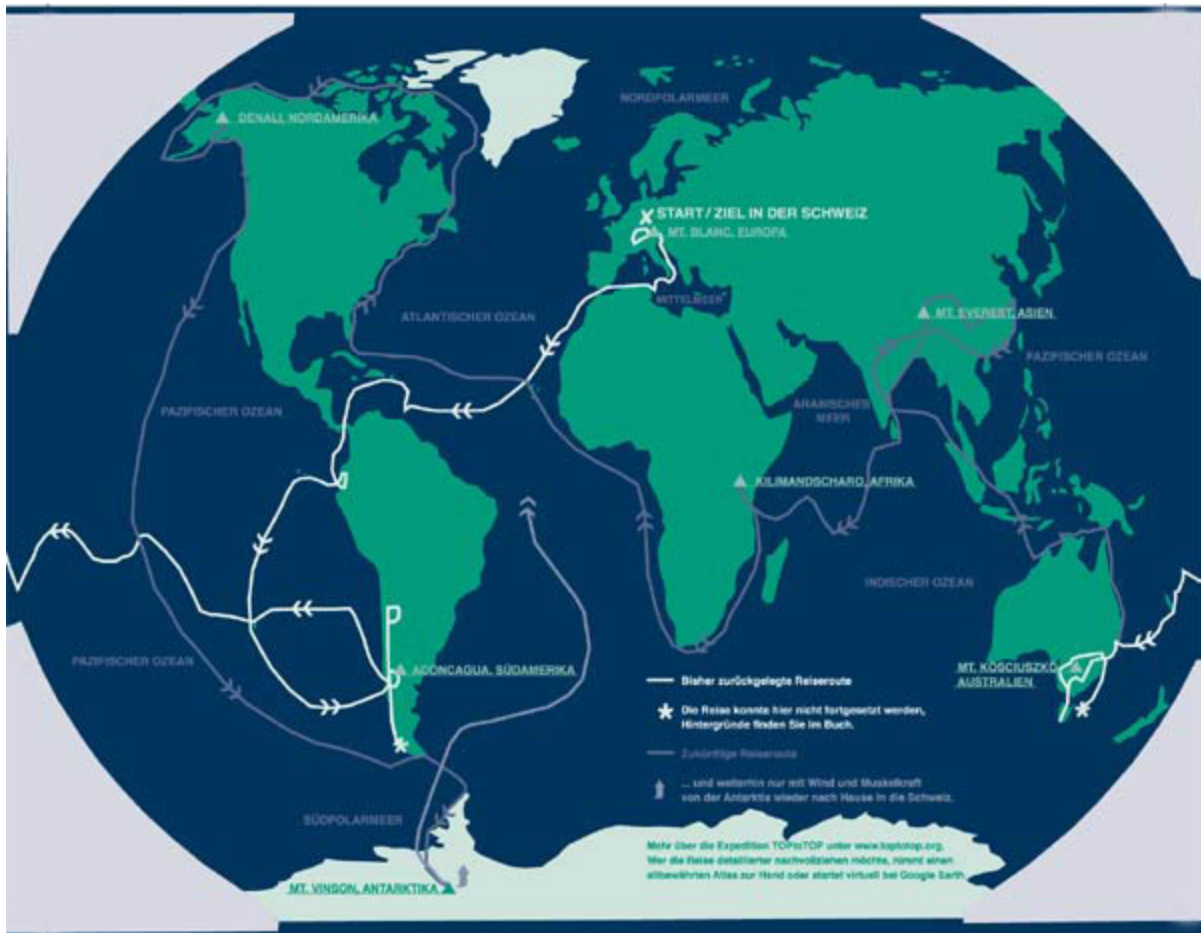 NORDPOLARMEER
DENALI, NORDAMERIKA
START / ZIEL IN DER SCHWEIZ
MT. BLANC, EUROPA
MITTELMEER
ATLANTISCHER OZEAN
MT. EVEREST, ASIEN
PAZIFISCHER OZEAN
PAZIFISCHER OZEAN
ARABISCHES
MEER
KILIMANDSCHARO, AFRIKA
INDISCHER OZEAN
PAZIFISCHER OZEAN
ACONCAGUA, SÜDAMERIKA
MT. KOSCIUSZKO,
AUSTRALIEN
Bisher zurückgelegte Reiseroute
Die Reise konnte hier nicht fortgesetzt werden,
Hintergründe finden Sie im Buch.
Zukünftige Reiseroute
... und weiterhin nur mit Wind und Muskelkraft
von der Antarktis wieder nach Hause in die Schweiz.
SÜDPOLARMEER
Mehr über die Expedition TOPtoTOP unter www.toptotop.org.
Wer die Reise detaillierter nachvollziehen möchte, nimmt einen
altbewährten Atlas zur Hand oder startet virtuell bei Google Earth
MT. VINSON, ANTARKTIKA